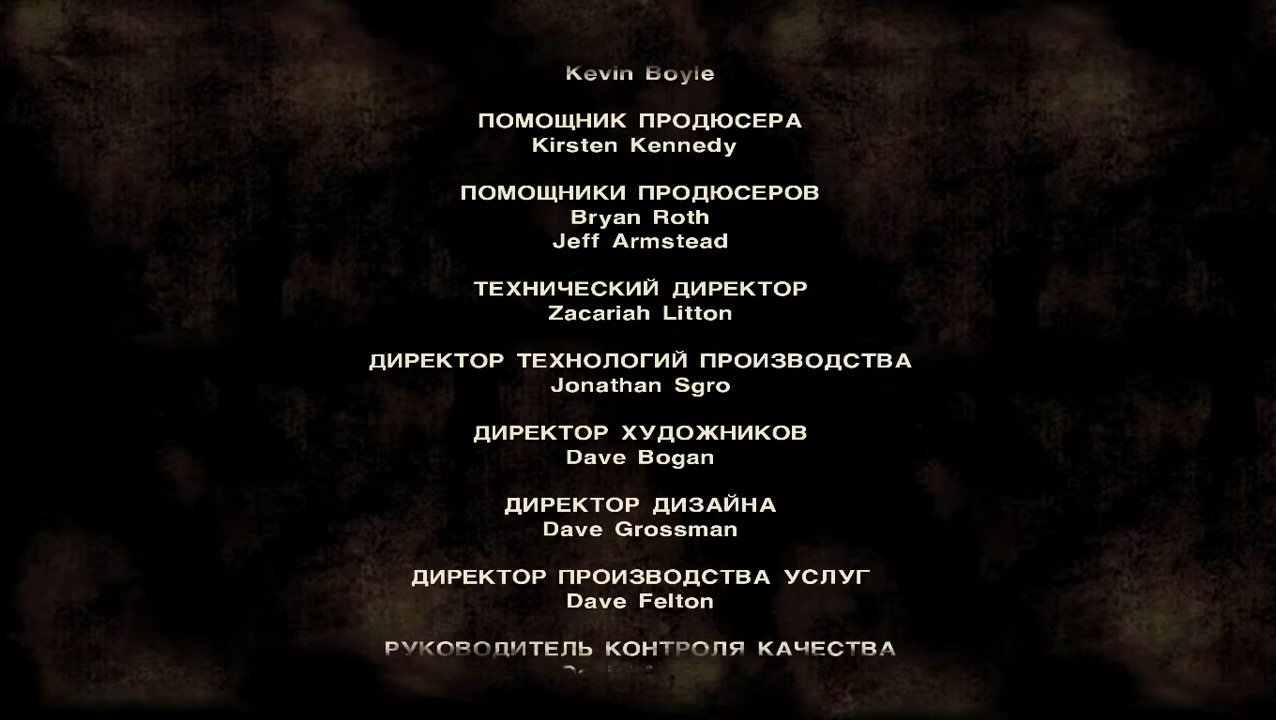 Kevin Boyle
ПОМОЩНИК ПРОДЮСЕРА
Kirsten Kennedy
ПОМОЩНИКИ ПРОДЮСЕРОВ
Bryan Roth
Jeff Armstead
ТЕХНИЧЕСКИЙ ДИРЕКТОР
Zacariah Litton
ДИРЕКТОР ТЕХНОЛОГИЙ ПРОИЗВОДСТВА
Jonathan Sgro
ДИРЕКТОР ХУДОЖНИКОВ
Dave Bogan
ДИРЕКТОР ДИЗАЙНА
Dave Grossman
ДИРЕКТОР ПРОИЗВОДСТВА УСЛУГ
Dave Felton
РУКОВОДИТЕЛЬ КОНТРОЛЯ КАЧЕСТВА